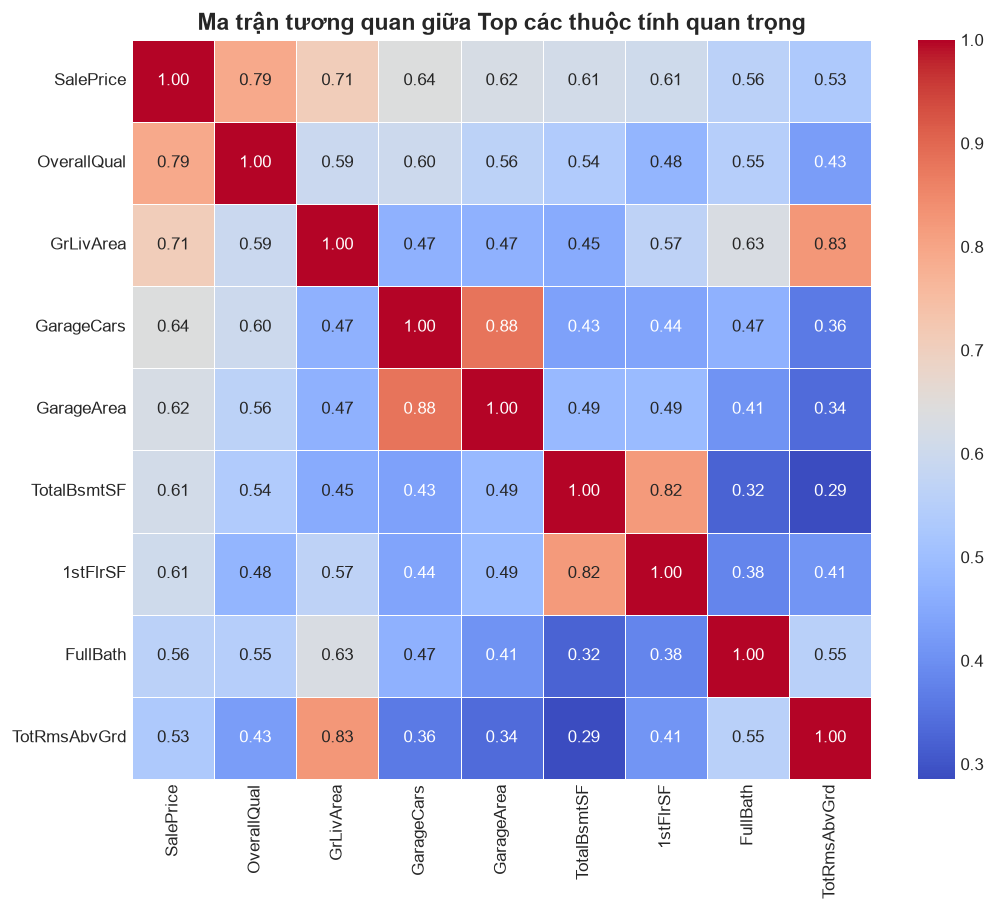 Ma trận tương quan giữa Top các thuộc tính quan trọng
SalePrice 1.00 0.79 0.71 0.64 0.62 0.61 0.61 0.56 0.53
OverallQual 0.79 1.00 0.59 0.60 0.56 0.54 0.48 0.55 0.43
GrLivArea 0.71 0.59 1.00 0.47 0.47 0.45 0.57 0.63 0.83
GarageCars 0.64 0.60 0.47 1.00 0.88 0.43 0.44 0.47 0.36
GarageArea 0.62 0.56 0.47 0.88 1.00 0.49 0.49 0.41 0.34
TotalBsmtSF 0.61 0.54 0.45 0.43 0.49 1.00 0.82 0.32 0.29
1stFlrSF 0.61 0.48 0.57 0.44 0.49 0.82 1.00 0.38 0.41
FullBath 0.56 0.55 0.63 0.47 0.41 0.32 0.38 1.00 0.55
TotRmsAbvGrd 0.53 0.43 0.83 0.36 0.34 0.29 0.41 0.55 1.00
SalePrice
OverallQual
GrLivArea
GarageCars
GarageArea
TotalBsmtSF
1stFlrSF
FullBath
TotRmsAbvGrd
1.0
0.9
0.8
0.7
0.6
0.5
0.4
0.3